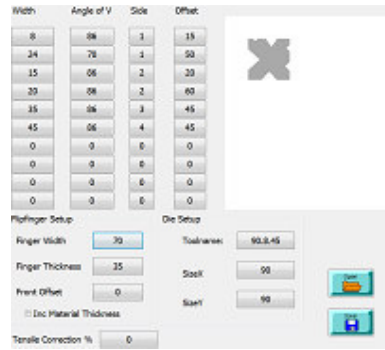 Width Angle of V Side Offset
8 86 1 15
24 78 1 50
15 86 2 20
20 86 2 60
35 86 3 45
45 86 4 45
0 0 0 0
0 0 0 0
0 0 0 0
0 0 0 0
Flipfinger Setup Die Setup
Finger Width 70 Toolname: 90.8.45
Finger Thickness 35 SizeX 90
Front Offset 0 SizeY 90
Inc Material Thickness
Tensile Correction % 0